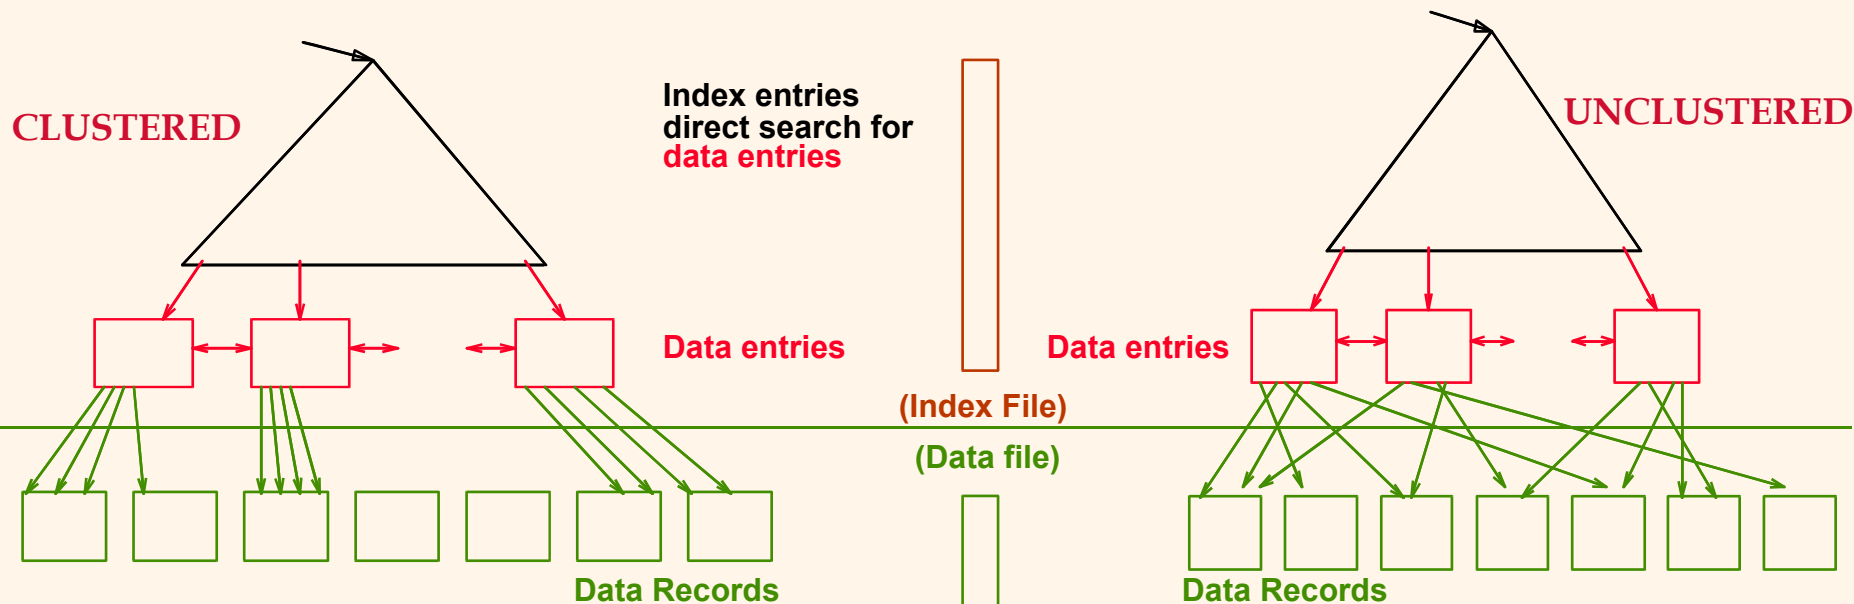 CLUSTERED
Index entries
direct search for
data entries
UNCLUSTERED
Data entries
Data entries
(Index File)
(Data file)
Data Records
Data Records